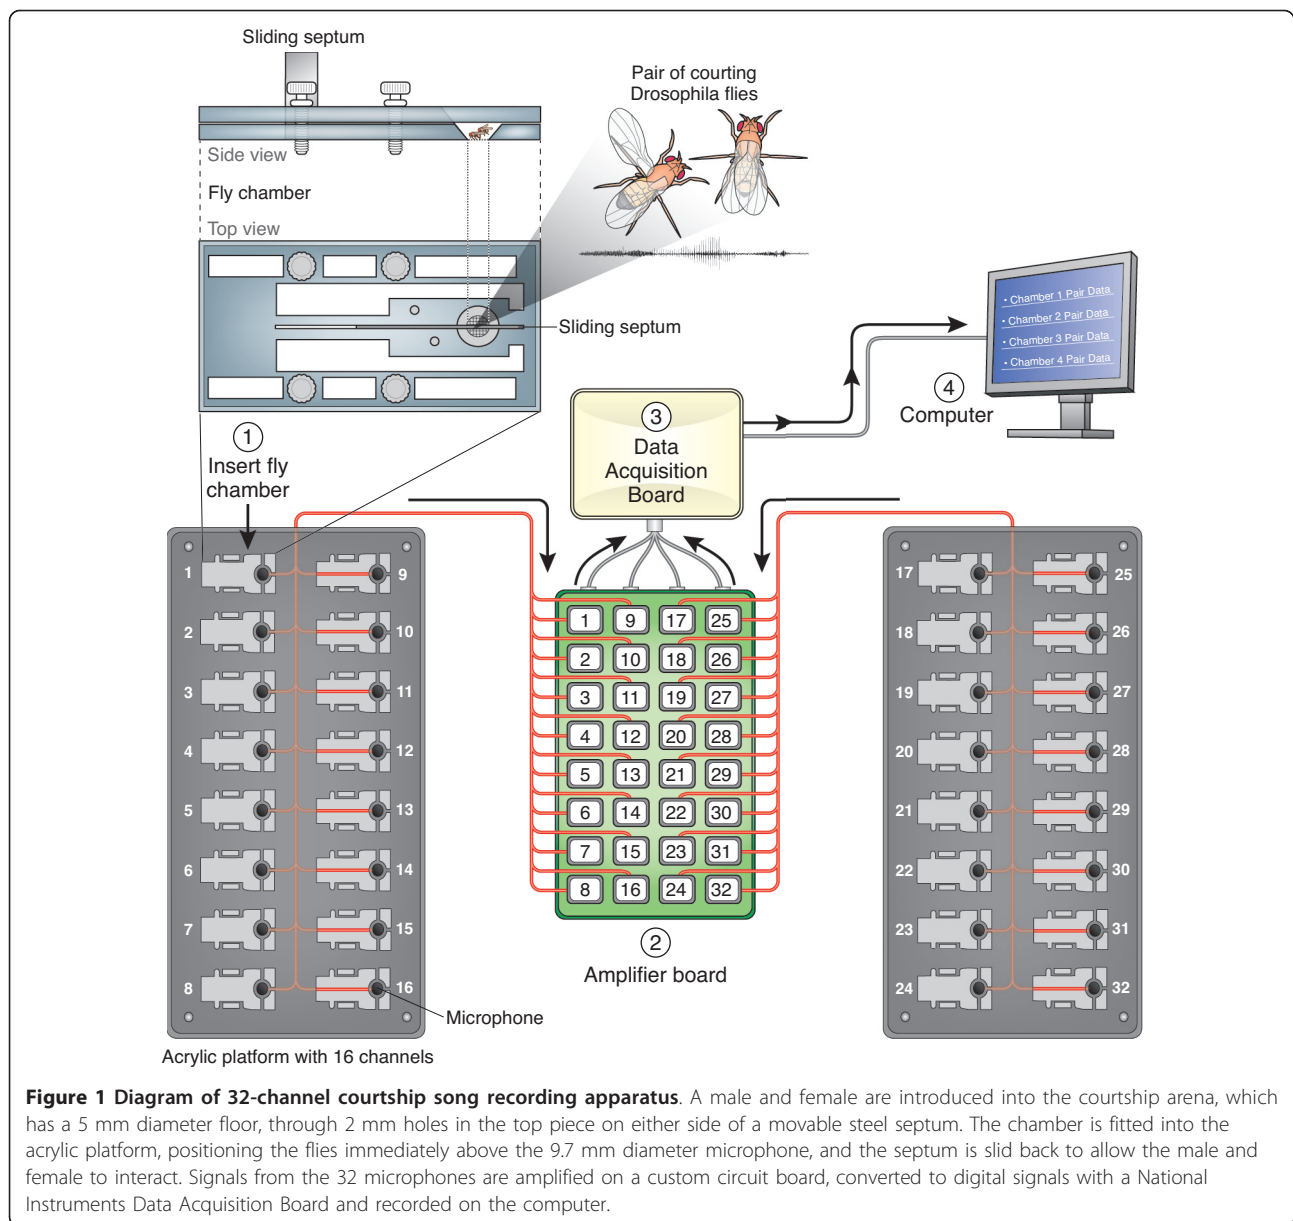 Sliding septum
Pair of courting
Drosophila flies
Side view
Fly chamber
Top view
Sliding septum
• Chamber 1 Pair Data
• Chamber 2 Pair Data
• Chamber 3 Pair Data
• Chamber 4 Pair Data
4
Computer
3
Data
Acquisition
Board
1
Insert fly
chamber
1 9
2 10
3 11
4 12
5 13
6 14
7 15
8 16
1 9 17 25
2 10 18 26
3 11 19 27
4 12 20 28
5 13 21 29
6 14 22 30
7 15 23 31
8 16 24 32
17 25
18 26
19 27
20 28
21 29
22 30
23 31
24 32
2
Amplifier board
Microphone
Acrylic platform with 16 channels
Figure 1 Diagram of 32-channel courtship song recording apparatus. A male and female are introduced into the courtship arena, which
has a 5 mm diameter floor, through 2 mm holes in the top piece on either side of a movable steel septum. The chamber is fitted into the
acrylic platform, positioning the flies immediately above the 9.7 mm diameter microphone, and the septum is slid back to allow the male and
female to interact. Signals from the 32 microphones are amplified on a custom circuit board, converted to digital signals with a National
Instruments Data Acquisition Board and recorded on the computer.